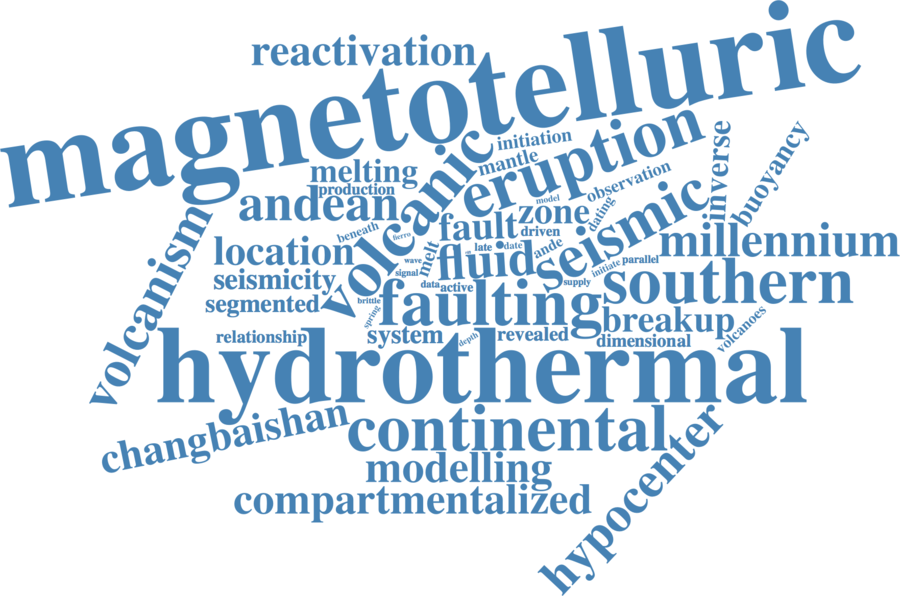 magnetotelluric
reactivation
volcanic
initiation
eruption
mantle
melting
production
andean
observation
model
inverse
buoyancy
dating
zone
fault
driven
seismic
volcanism
location
beneath
fierro
late
date
ande
millennium
melt
fluid
wave
signal
seismicity
initiate
parallel
supply
data
active
southern
segmented
brittle
faulting
spring
breakup
volcanoes
relationship
system
depth
revealed
dimensional
hydrothermal
changbaishan
continental
hypocenter
modelling
compartmentalized